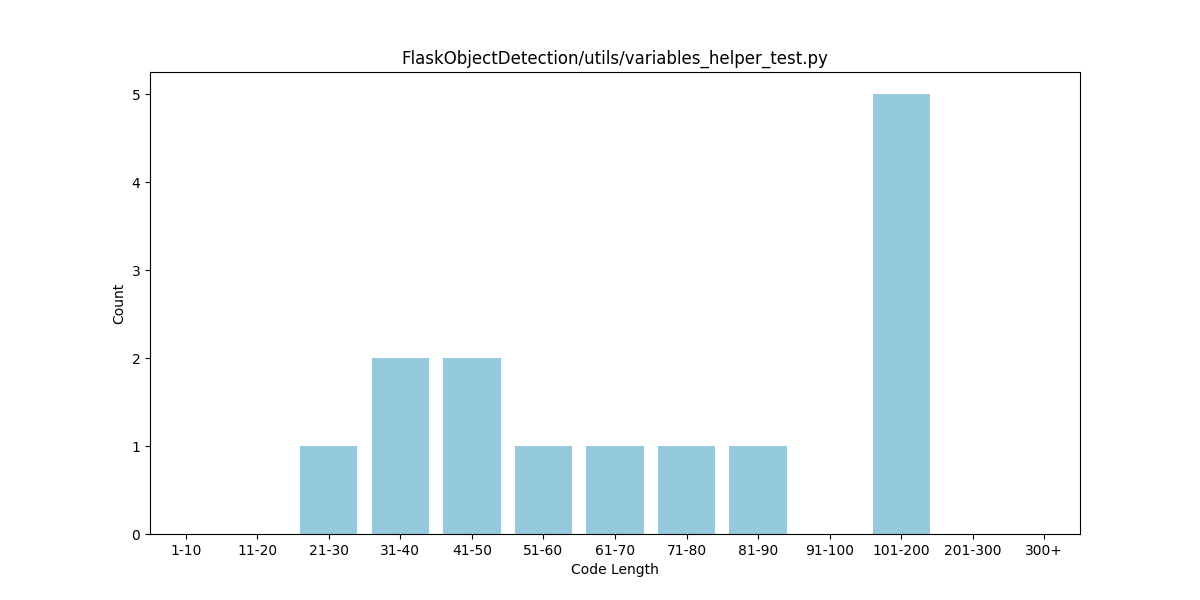 FlaskObjectDetection/utils/variables_helper_test.py
Count
5
4
3
2
1
0
1-10 11-20 21-30 31-40 41-50 51-60 61-70 71-80 81-90 91-100 101-200 201-300 300+
Code Length